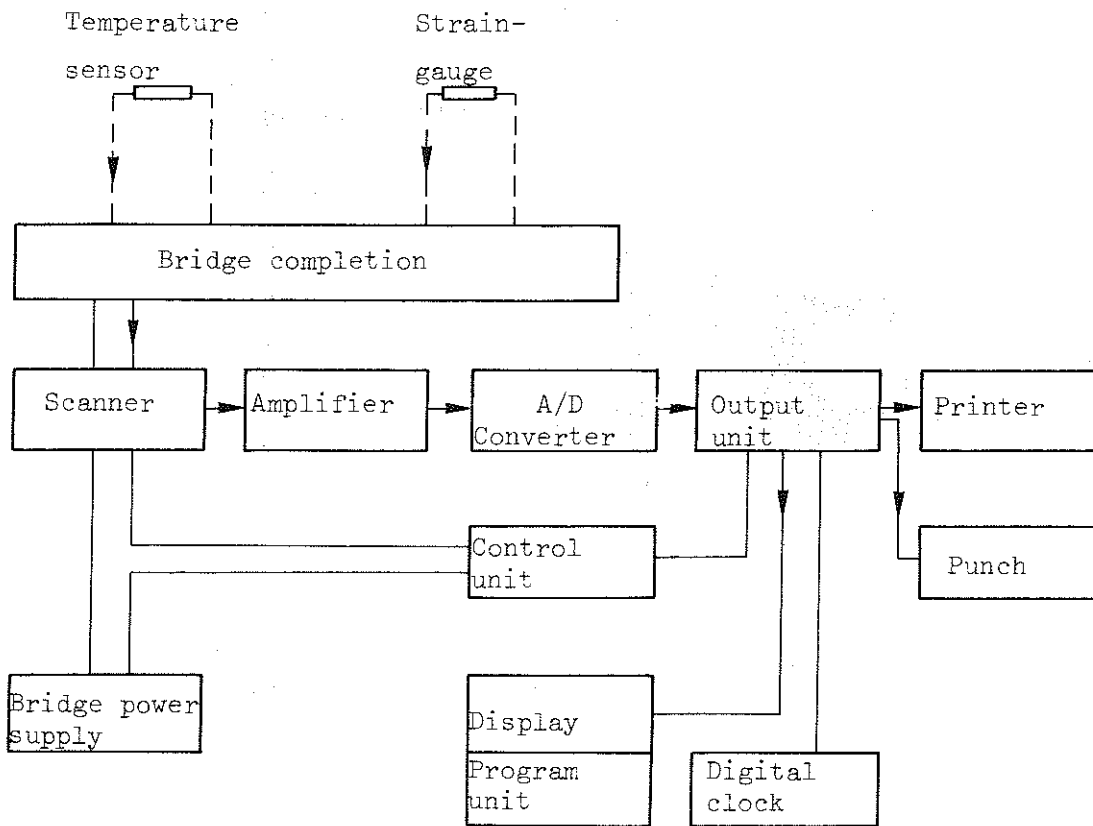 Temperature
sensor
Strain-
gauge
Bridge completion
Scanner
Amplifier
A/D
Converter
Output
unit
Printer
Control
unit
Punch
Bridge power
supply
Display
Program
unit
Digital
clock